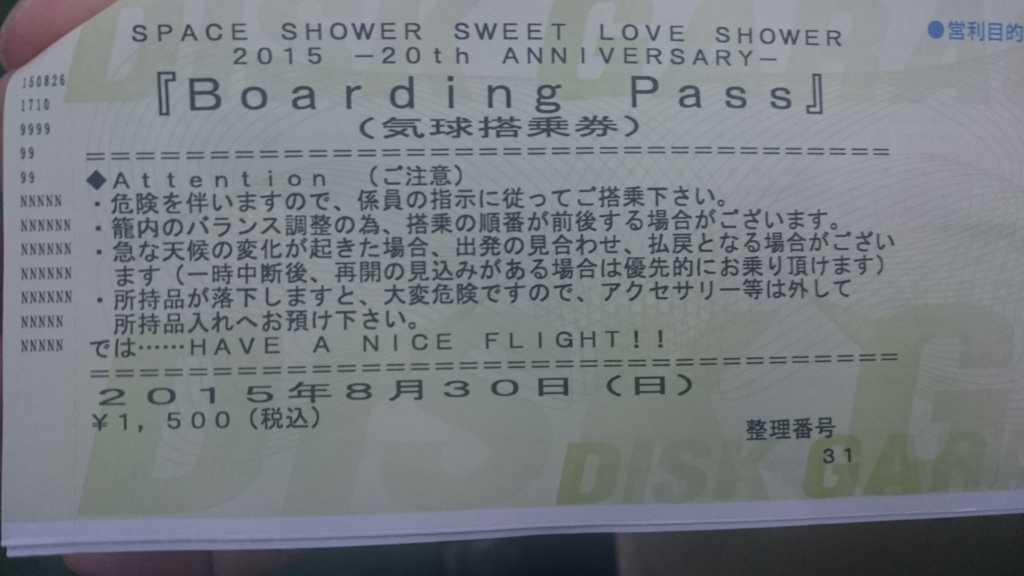 SPACE SHOWER SWEET LOVE SHOWER
2015 −20th ANNIVERSARY−
『Boarding Pass』
（気球搭乗券）
●営利目的
150826
1710
9999
99
99
NNNNN
NNNNNN
NNNNNN
NNNNNN
NNNNNN
NNNNN
NNNNN
========================================
◆Attention （ご注意）
・危険を伴いますので、係員の指示に従ってご搭乗下さい。
・籠内のバランス調整の為、搭乗の順番が前後する場合がございます。
・急な天候の変化が起きた場合、出発の見合わせ、払戻となる場合がござい
ます（一時中断後、再開の見込みがある場合は優先的にお乗り頂けます）
・所持品が落下しますと、大変危険ですので、アクセサリー等は外して
所持品入れへお預け下さい。
では……HAVE A NICE FLIGHT！！
========================================
2015年8月30日（日）
￥1，500（税込）
整理番号
31
DISK GARA